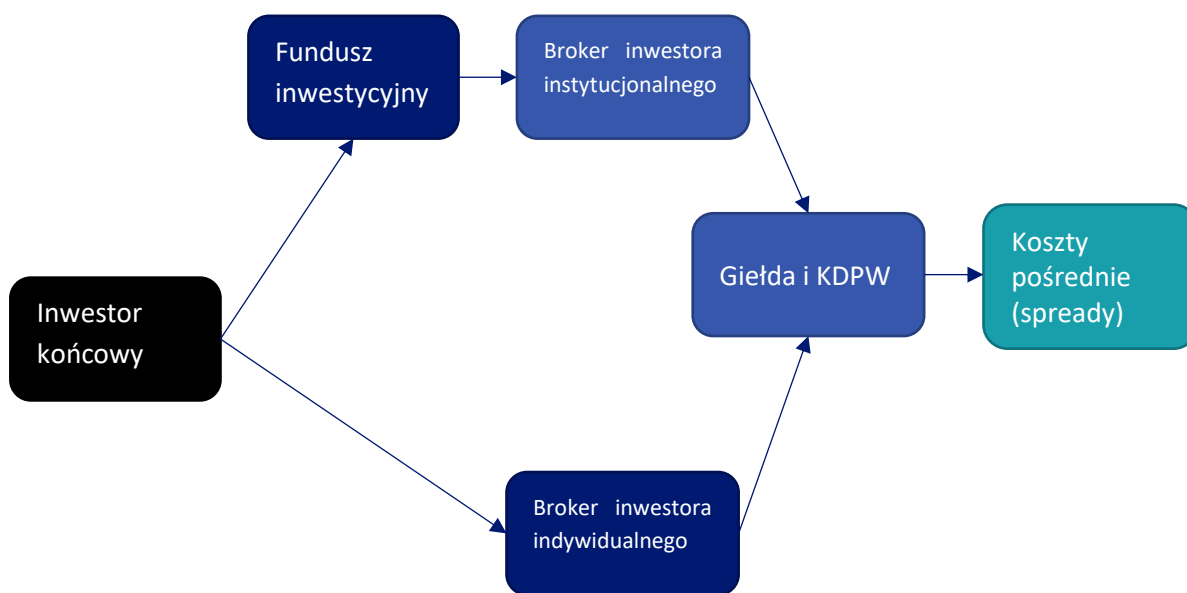 Fundusz
inwestycyjny
Broker inwestora
instytucjonalnego
Giełda i KDPW
Koszty
pośrednie
(spready)
Inwestor
końcowy
Broker inwestora
indywidualnego